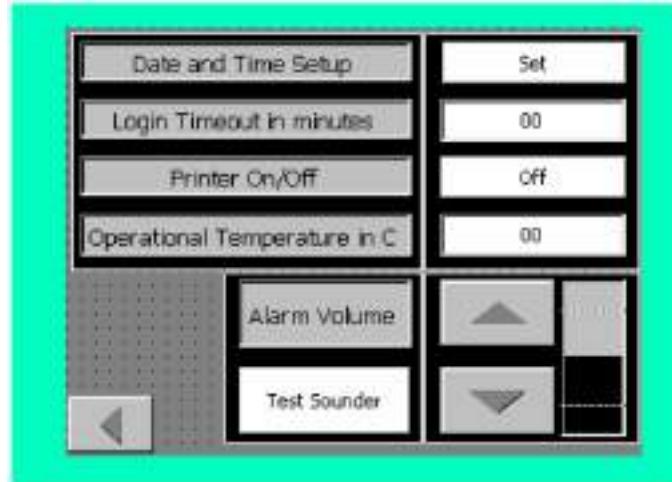 Date and Time Setup Set
Login Timeout in minutes 00
Printer On/Off Off
Operational Temperature in C 00
Alarm Volume
Test Sounder